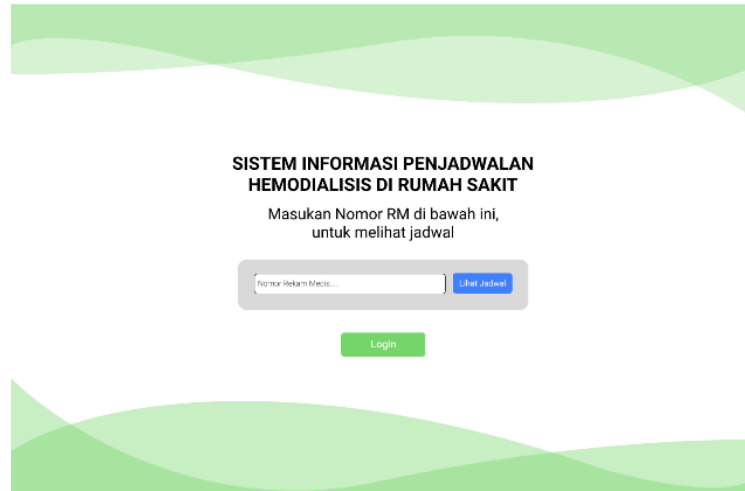 SISTEM INFORMASI PENJADWALAN
HEMODIALISIS DI RUMAH SAKIT
Masukan Nomor RM di bawah ini,
untuk melihat jadwal
Nomor Rekam Medis....
Lihat Jadwal
Login